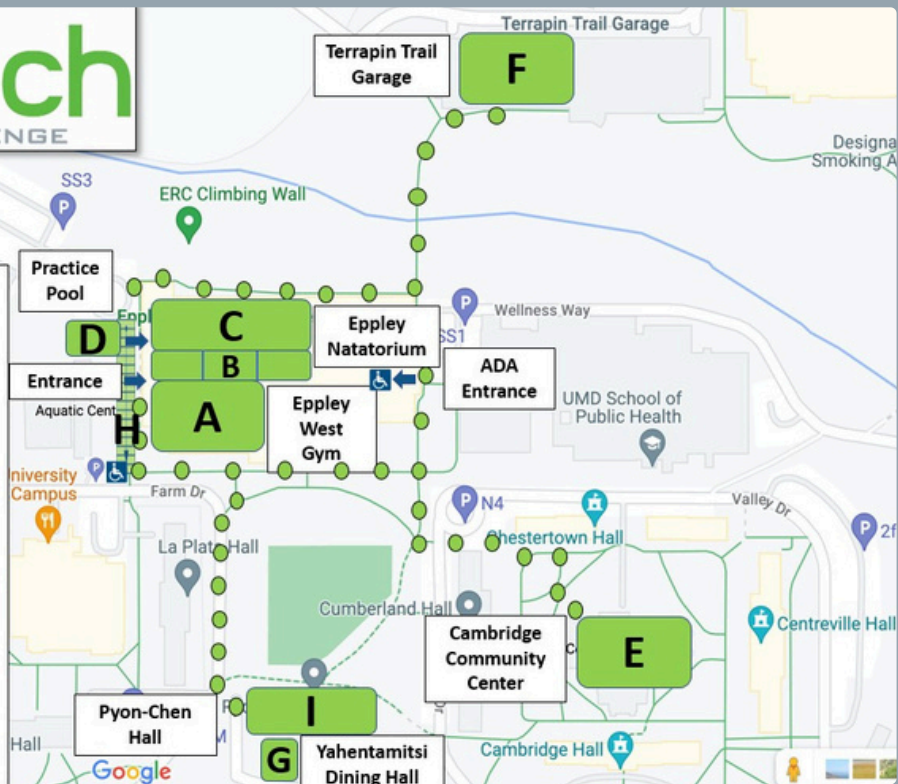 ch
ENGE
Terrapin Trail
Garage
F
Terrapin Trail Garage
Designa
Smoking A
SS3
P
ERC Climbing Wall
Practice
Pool
Eppl
D
C
B
A
H
Eppley
Natatorium
P
SS1
Wellness Way
Entrance
Aquatic Cent
ADA
Entrance
Eppley
West
Gym
UMD School of
Public Health
P
niversity
Campus
Farm Dr
P
N4
Chestertown Hall
Valley Dr
P
2f
La Plata Hall
Cumberland Hall
Centreville Hall
Cambridge
Community
Center
C
E
Dr
Pyon-Chen
Hall
I
M
G
Yahentamitsi
Dining Hall
Hall
Cambridge Hall
Google